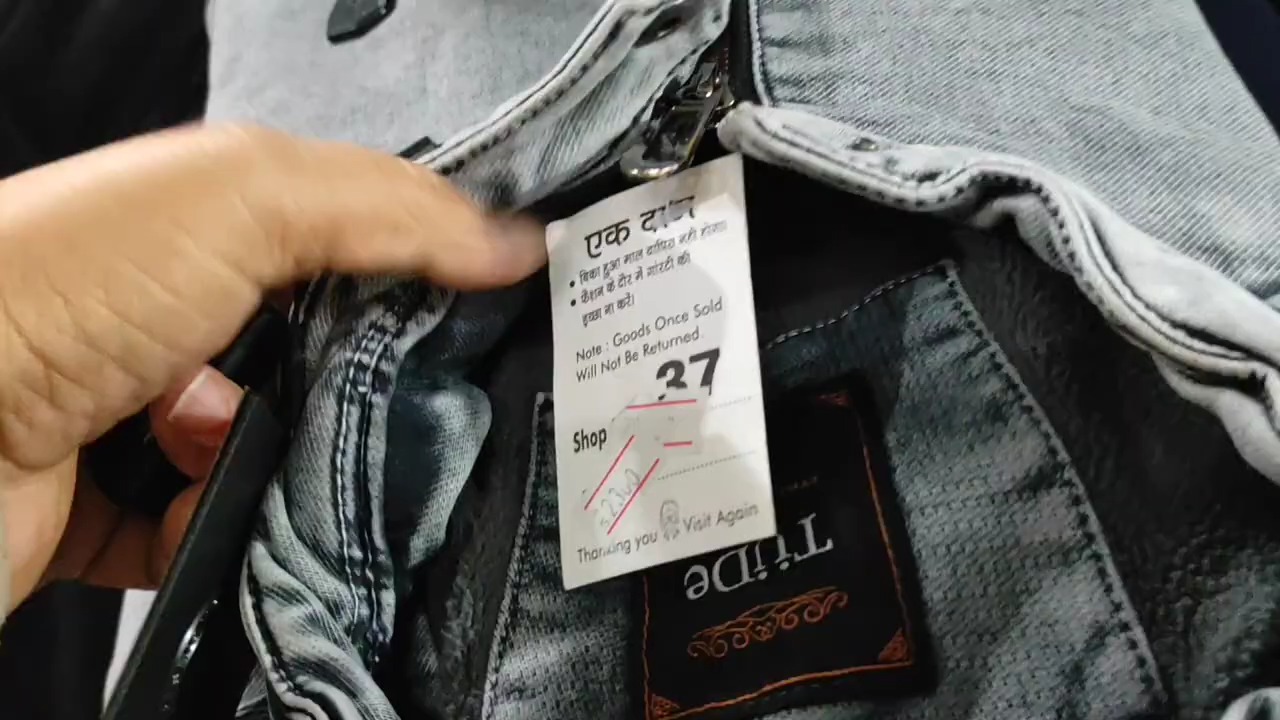 एक दाम
• बिका हुआ माल वापिस नही होगा।
• फैशन के दौर में गारंटी की
इच्छा ना करें।
Note : Goods Once Sold
Will Not Be Returned.
37
Shop
Thanking you Visit Again
TüDe